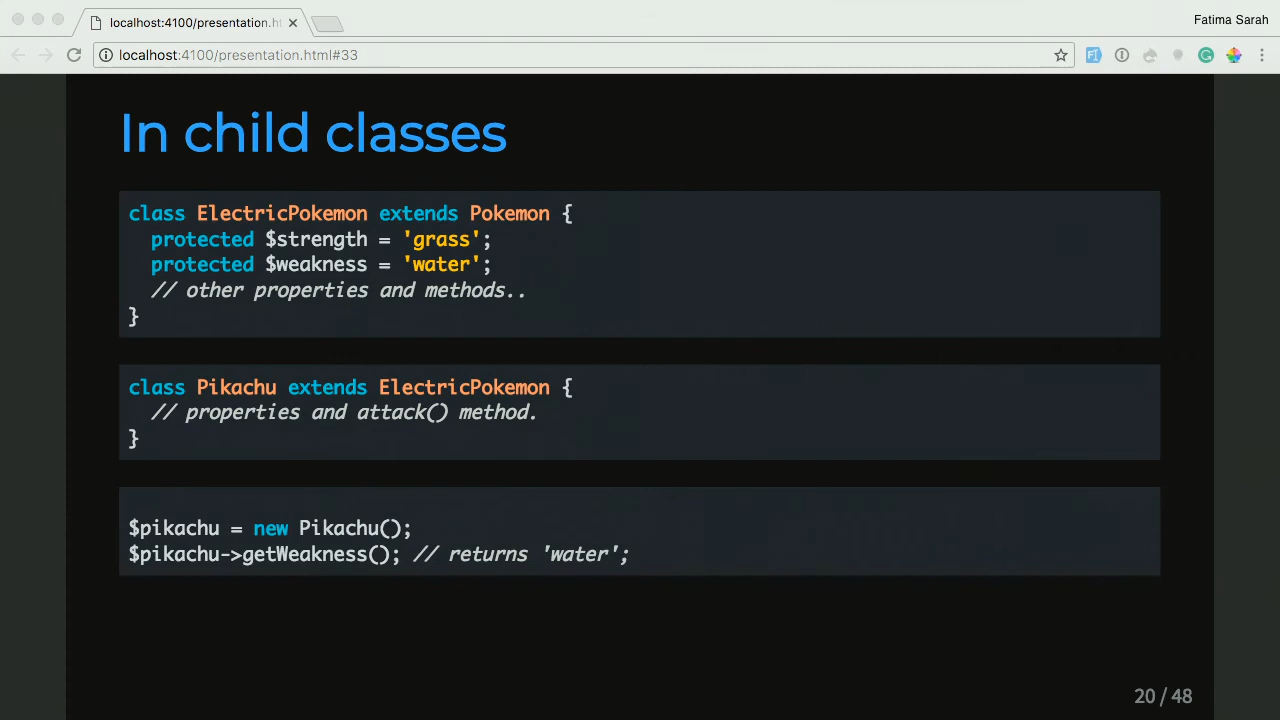 localhost:4100/presentation.h
Fatima Sarah
localhost:4100/presentation.html#33
In child classes
class ElectricPokemon extends Pokemon {
protected $strength = 'grass';
protected $weakness = 'water';
// other properties and methods..
}
class Pikachu extends ElectricPokemon {
// properties and attack() method.
}
$pikachu = new Pikachu();
$pikachu->getWeakness(); // returns 'water';
20 / 48